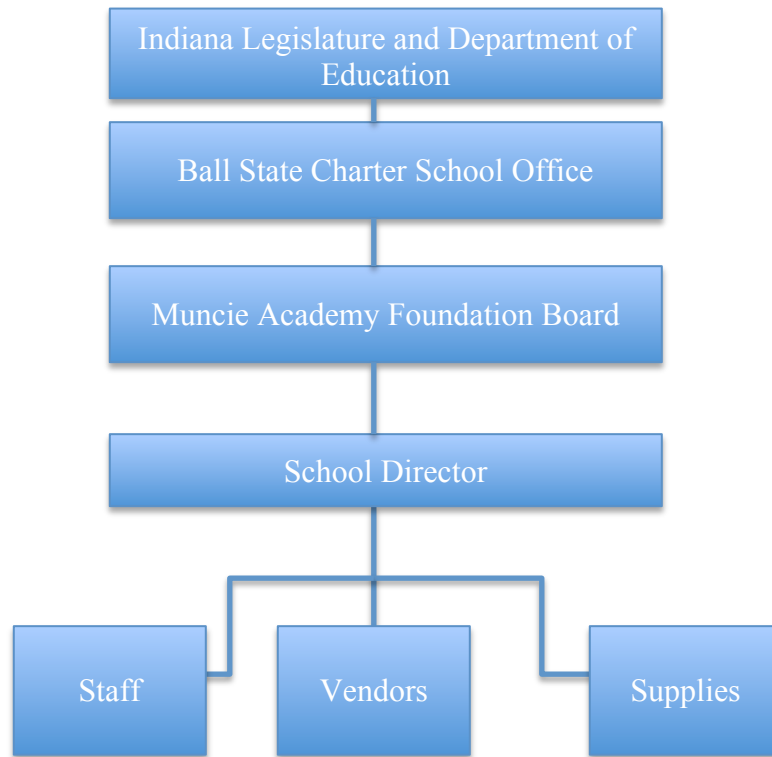 Indiana Legislature and Department of
Education
Ball State Charter School Office
Muncie Academy Foundation Board
School Director
Staff
Vendors
Supplies